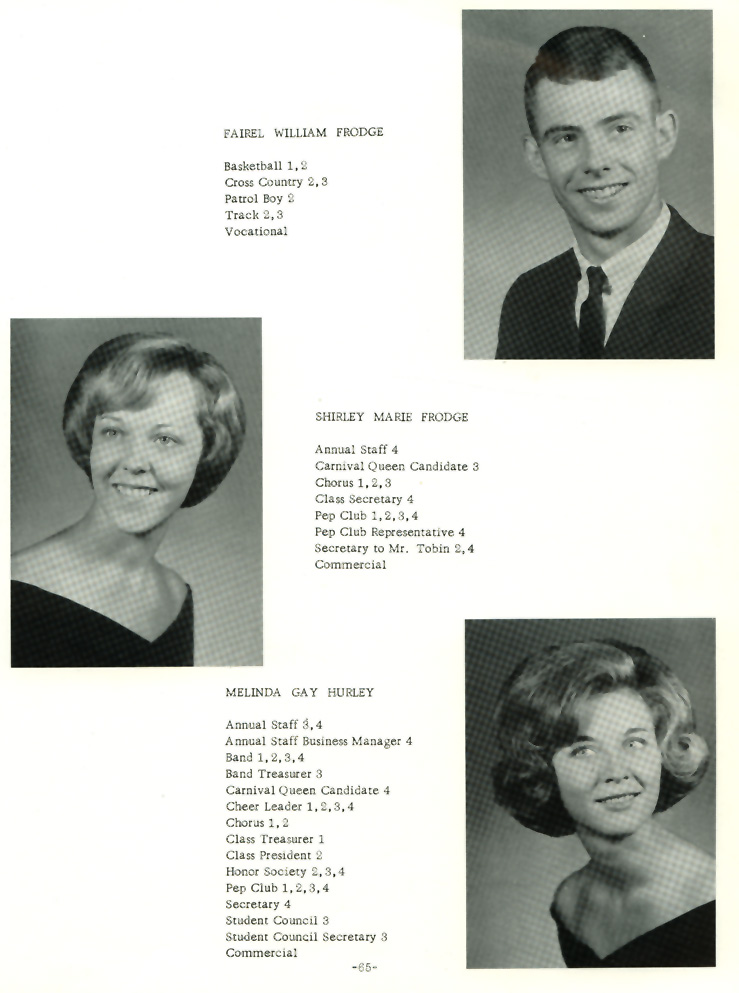 FAIREL WILLIAM FRODGE
Basketball 1,2
Cross Country 2,3
Patrol Boy 2
Track 2,3
Vocational
SHIRLEY MARIE FRODGE
Annual Staff 4
Carnival Queen Candidate 3
Chorus 1,2,3
Class Secretary 4
Pep Club 1,2,3,4
Pep Club Representative 4
Secretary to Mr. Tobin 2,4
Commercial
MELINDA GAY HURLEY
Annual Staff 3,4
Annual Staff Business Manager 4
Band 1,2,3,4
Band Treasurer 3
Carnival Queen Candidate 4
Cheer Leader 1,2,3,4
Chorus 1,2
Class Treasurer 1
Class President 2
Honor Society 2,3,4
Pep Club 1,2,3,4
Secretary 4
Student Council 3
Student Council Secretary 3
Commercial
-65-